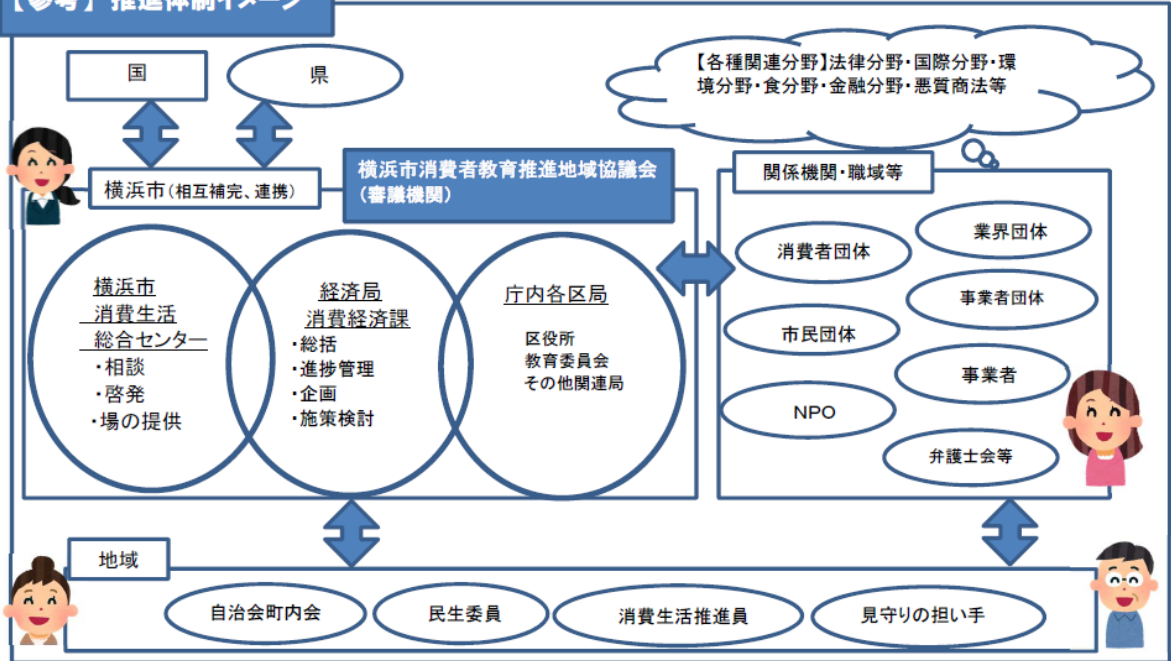 【参考】推進体制イメージ
国
県
【各種関連分野】法律分野・国際分野・環
境分野・食分野・金融分野・悪質商法等
横浜市(相互補完、連携)
横浜市消費者教育推進地域協議会
(審議機関)
関係機関・職域等
横浜市
消費生活
総合センター
・相談
・啓発
・場の提供
経済局
消費経済課
・総括
・進捗管理
・企画
・施策検討
庁内各区局
区役所
教育委員会
その他関連局
消費者団体
業界団体
事業者団体
市民団体
事業者
NPO
弁護士会等
地域
自治会町内会
民生委員
消費生活推進員
見守りの担い手